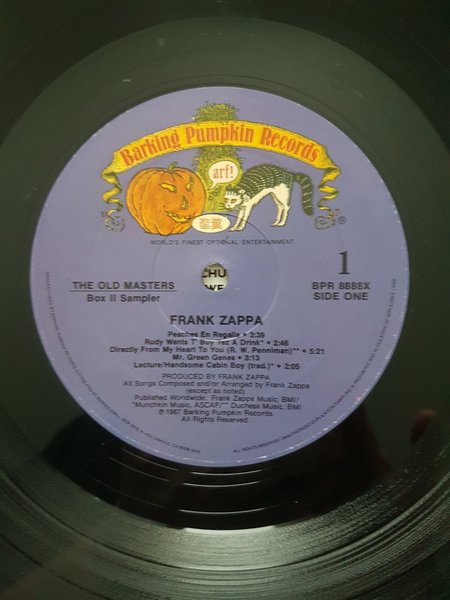 Barking Pumpkin Records
arf!
®
WORLD'S FINEST OPTIONAL ENTERTAINMENT
THE OLD MASTERS
Box II Sampler
1
BPR 8888X
SIDE ONE
FRANK ZAPPA
Peaches En Regalia • 3:39
Rudy Wants T' Buy Yez A Drink* • 2:46
Directly From My Heart To You (R. W. Penniman)** • 5:21
Mr. Green Genes • 3:13
Lecture/Handsome Cabin Boy (trad.)* • 2:05
PRODUCED BY FRANK ZAPPA
All Songs Composed and/or Arranged by Frank Zappa
(except as noted)
Published Worldwide: Frank Zappa Music, BMI/
*Munchkin Music, ASCAP/** Duchess Music, BMI
℗ 1987 Barking Pumpkin Records.
All Rights Reserved